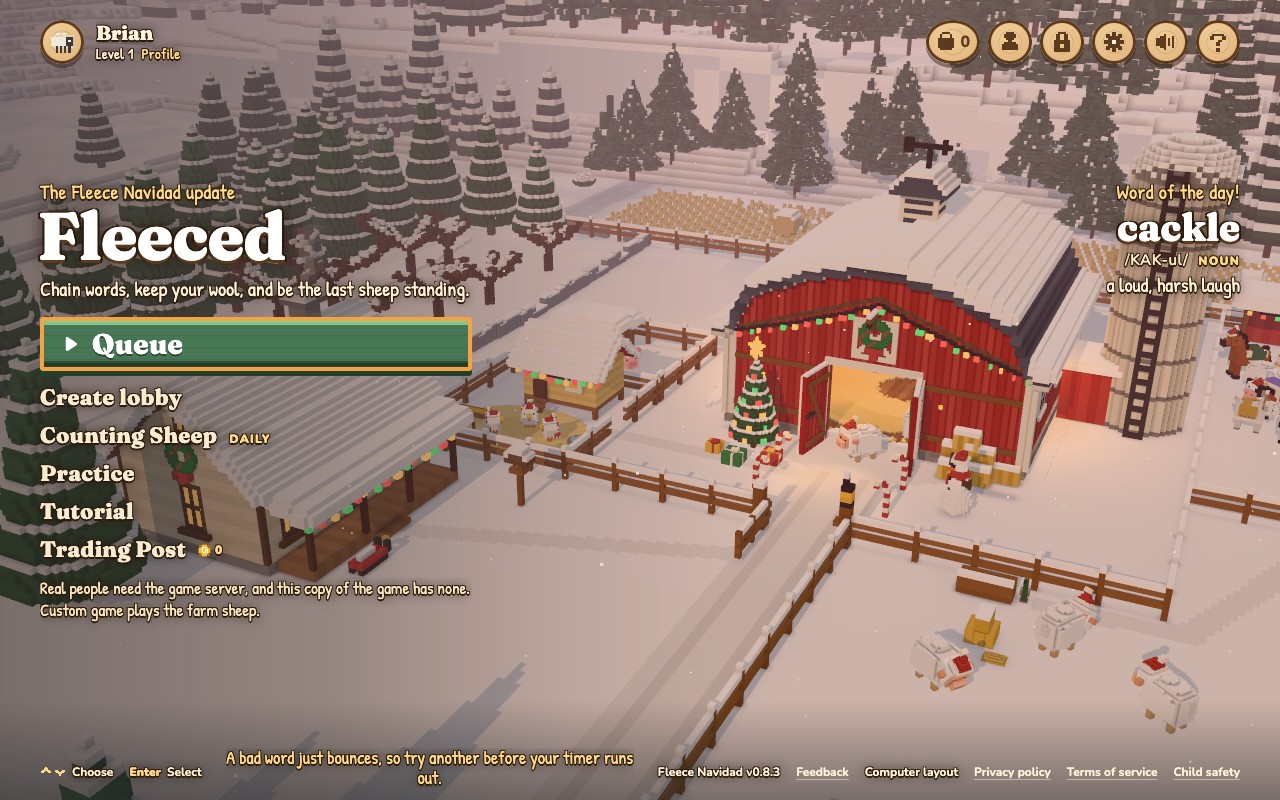 Brian
Level 1 Profile
0
The Fleece Navidad update
Fleeced
Chain words, keep your wool, and be the last sheep standing.
Queue
Create lobby
Counting Sheep DAILY
Practice
Tutorial
Trading Post 0
Real people need the game server, and this copy of the game has none.
Custom game plays the farm sheep.
Word of the day!
cackle
/KAK-ul/ NOUN
a loud, harsh laugh
Choose Enter Select
A bad word just bounces, so try another before your timer runs
out.
Fleece Navidad v0.8.3 Feedback Computer layout Privacy policy Terms of service Child safety